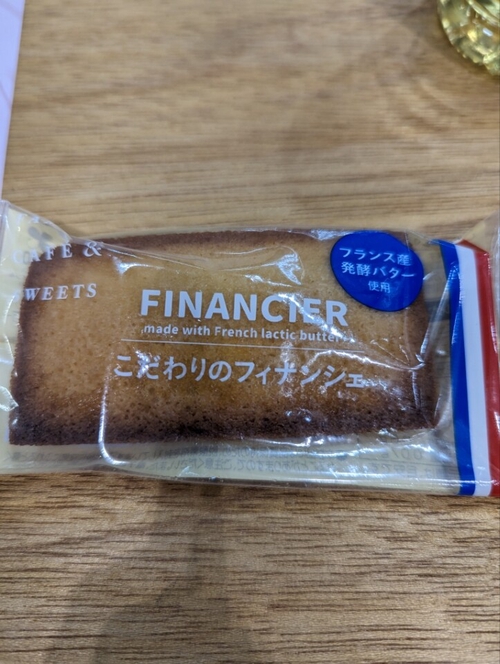 CAFE &
SWEETS
FINANCIER
made with French lactic butter
こだわりのフィナンシェ
フランス産
発酵バター
使用